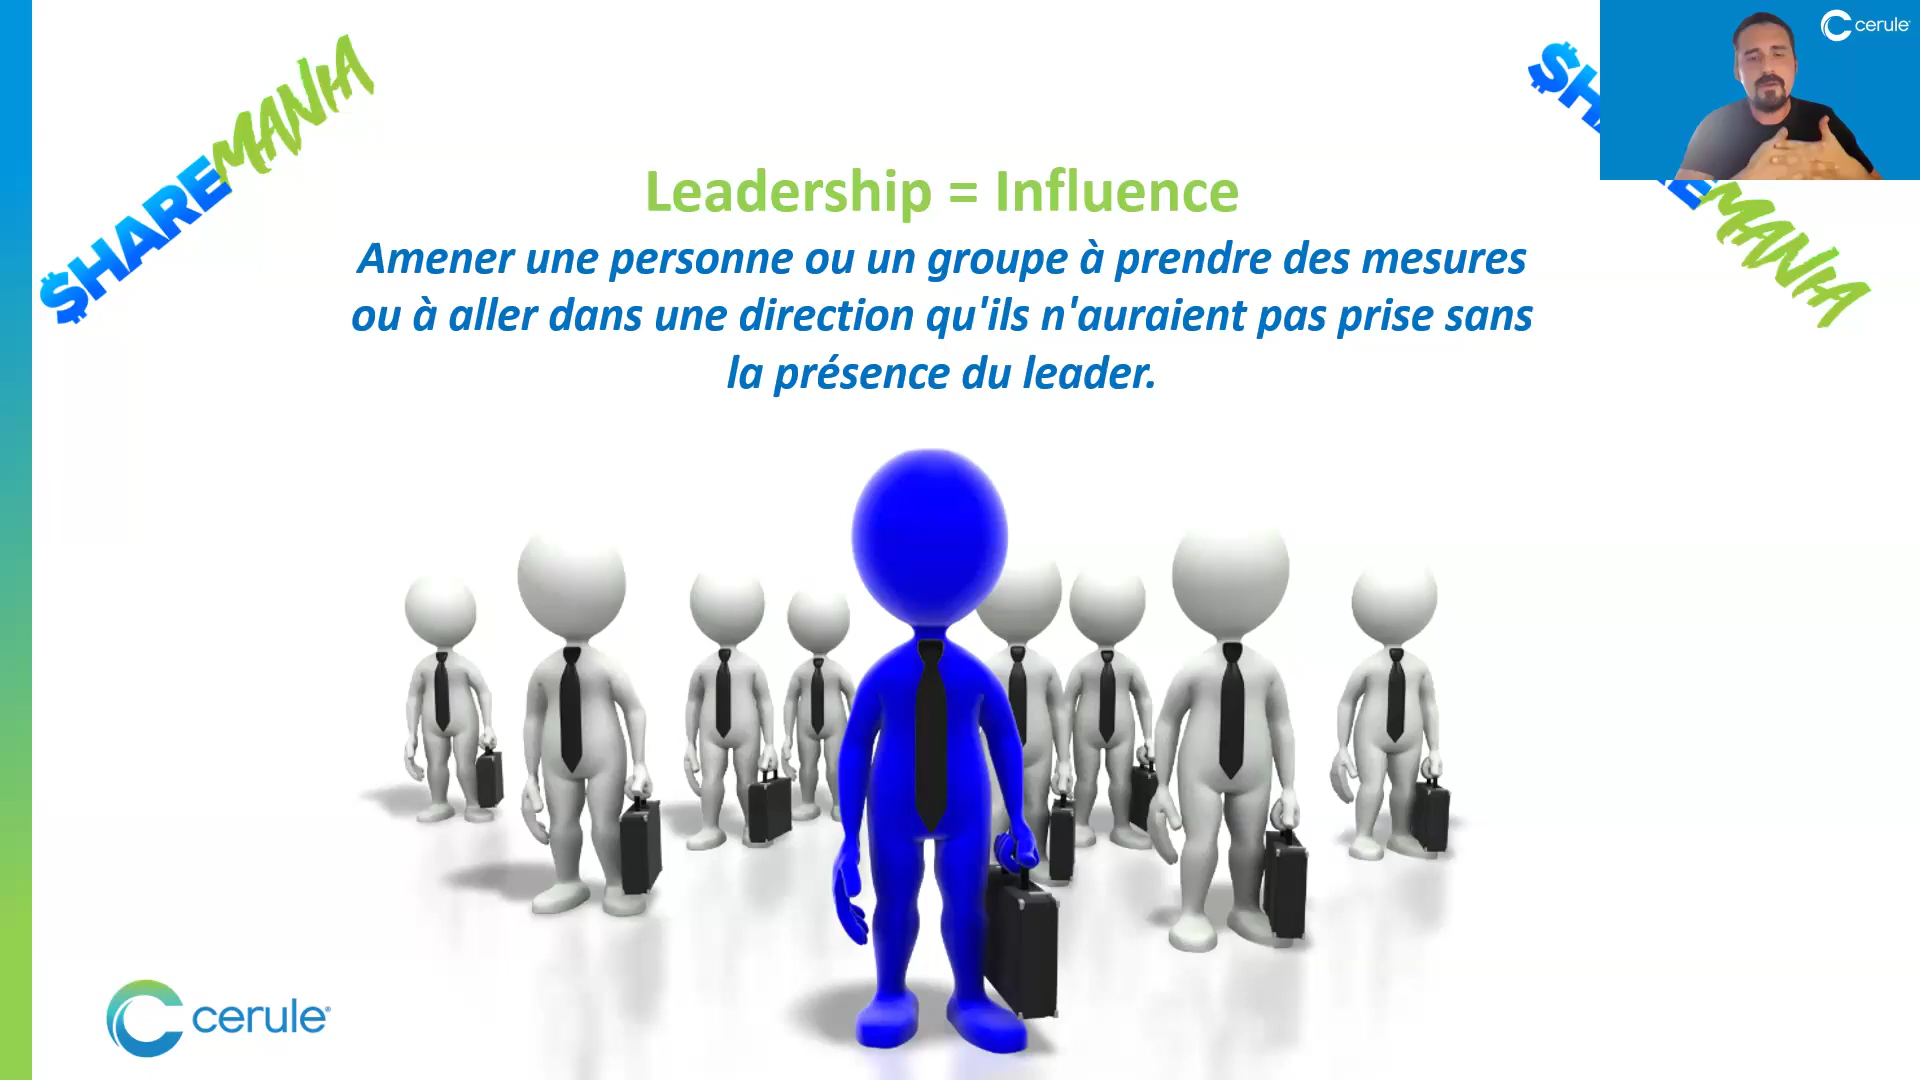 $HAREMANIA
cerule
Leadership = Influence
Amener une personne ou un groupe à prendre des mesures
ou à aller dans une direction qu'ils n'auraient pas prise sans
la présence du leader.
cerule®